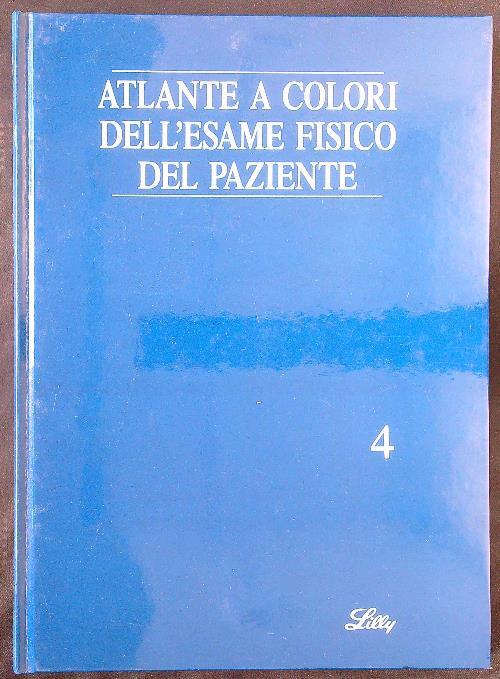 ATLANTE A COLORI
DELL'ESAME FISICO
DEL PAZIENTE
4
Lilly